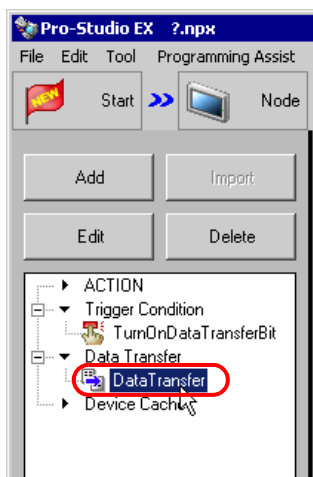 Pro-Studio EX ?.npx
File Edit Tool Programming Assist
NEW Start >> Node
Add Import
Edit Delete
ACTION
Trigger Condition
TurnOnDataTransferBit
Data Transfer
DataTransfer
Device Cache